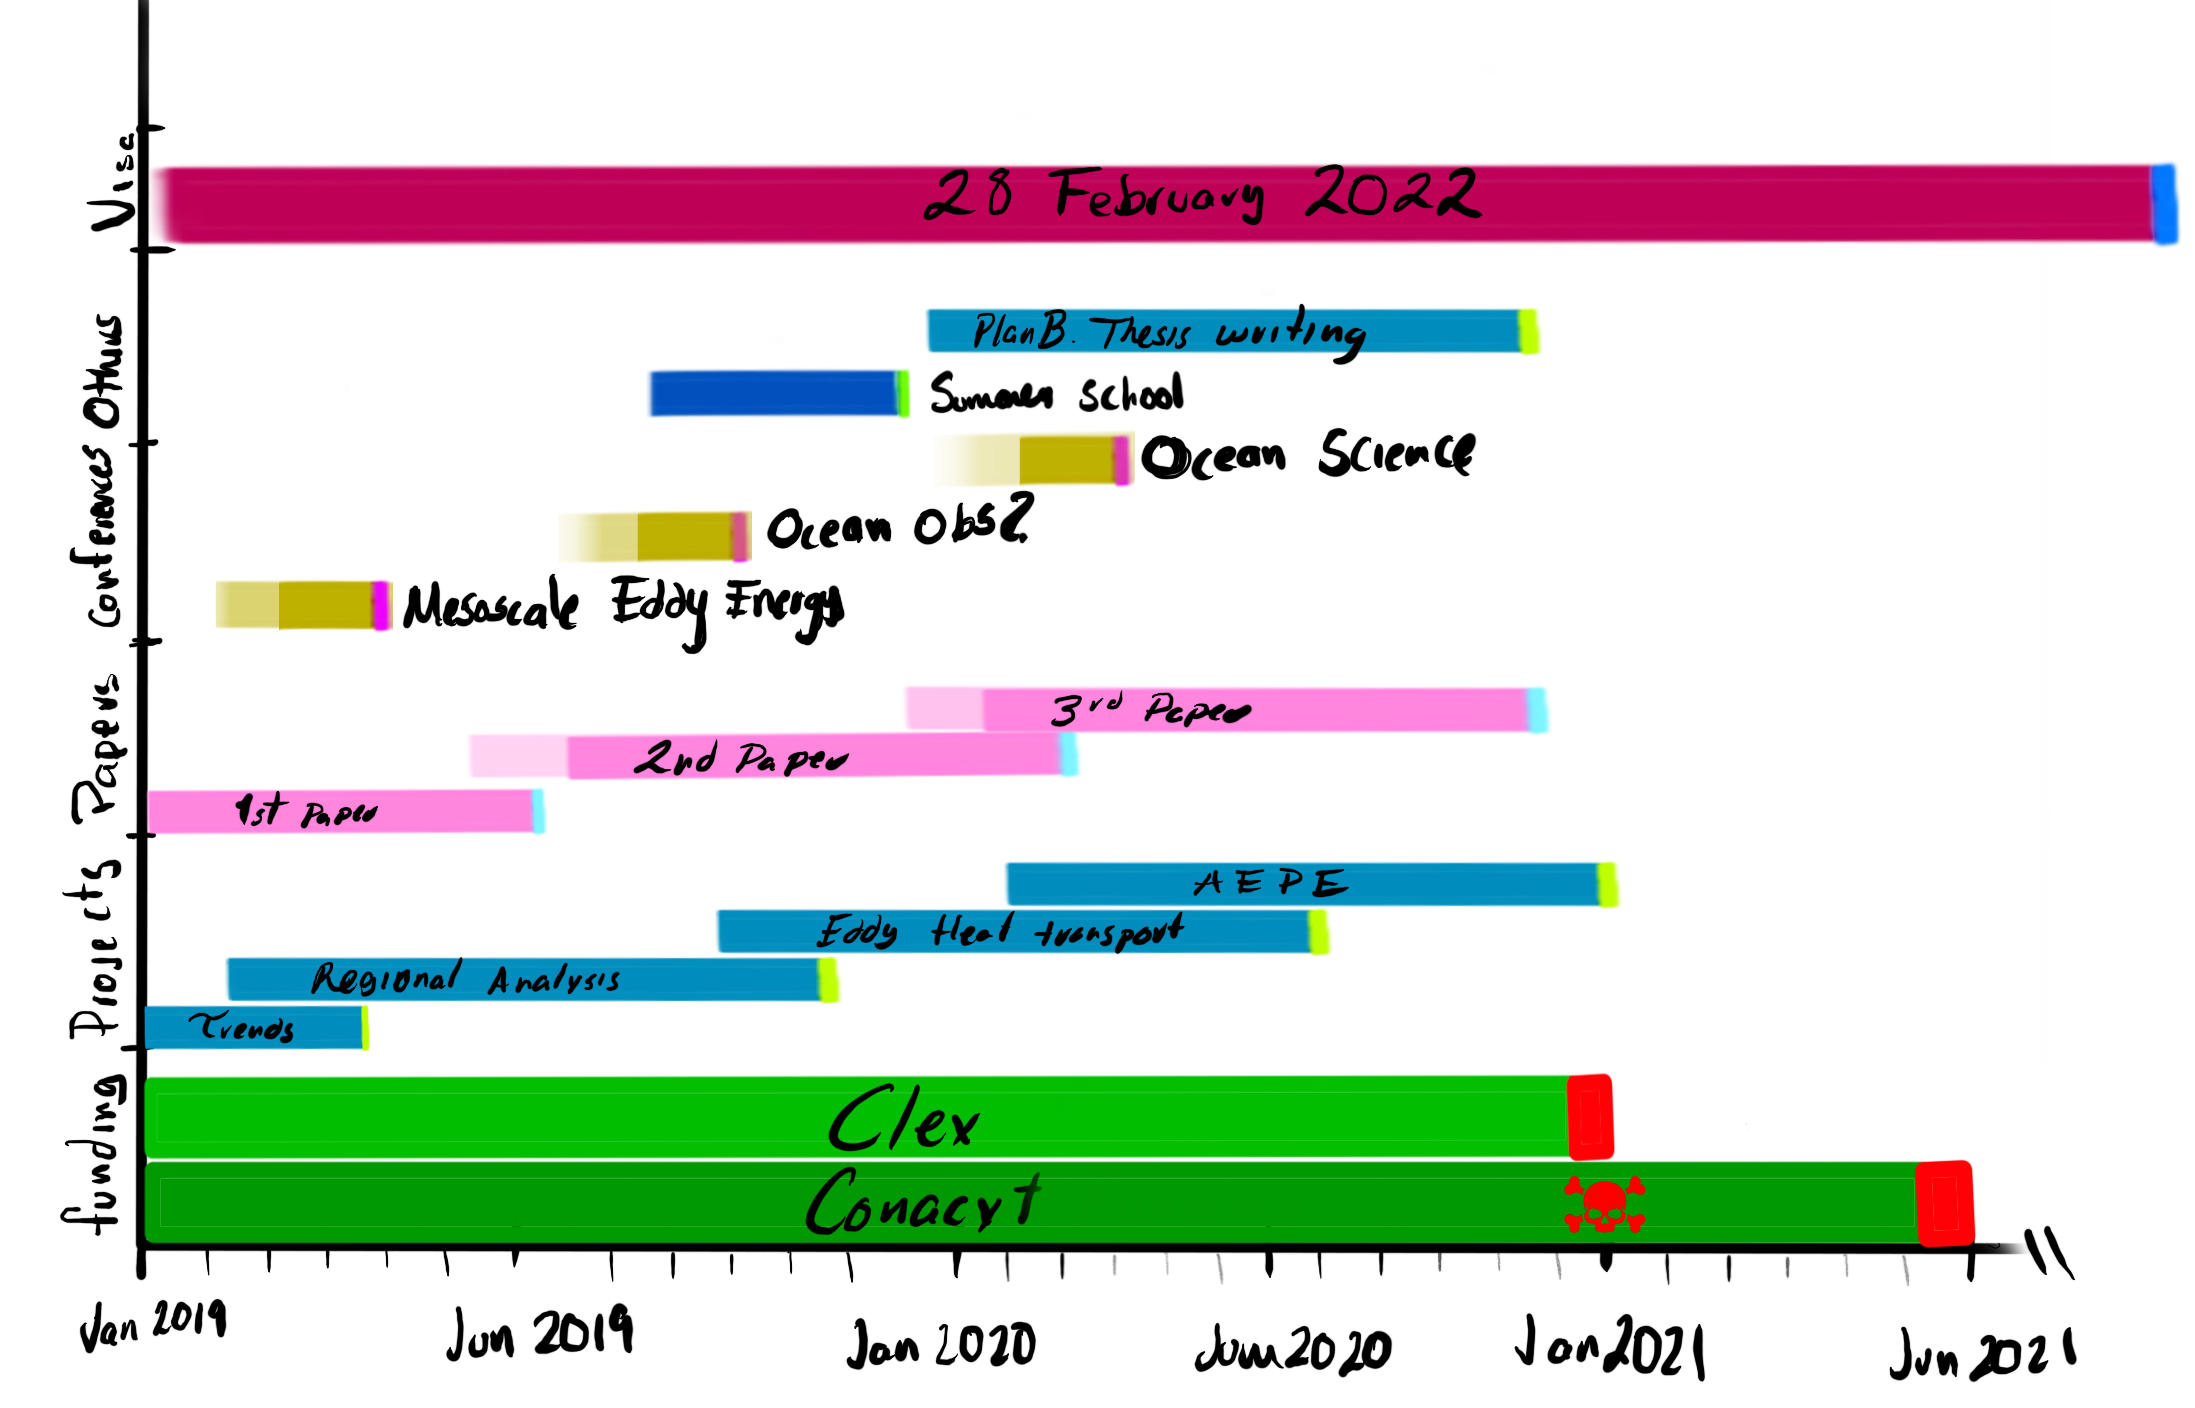 Visa
28 February 2022
Others
Plan B. Thesis writing
Summer School
Conferences
Ocean Science
Ocean Obs?
Mesoscale Eddy Energy
Papers
3rd Paper
2nd Paper
1st Paper
Projects
AEPE
Eddy Heat transport
Regional Analysis
Trends
funding
Clex
Conacyt
Jan 2019
Jun 2019
Jan 2020
Jun 2020
Jan 2021
Jun 2021